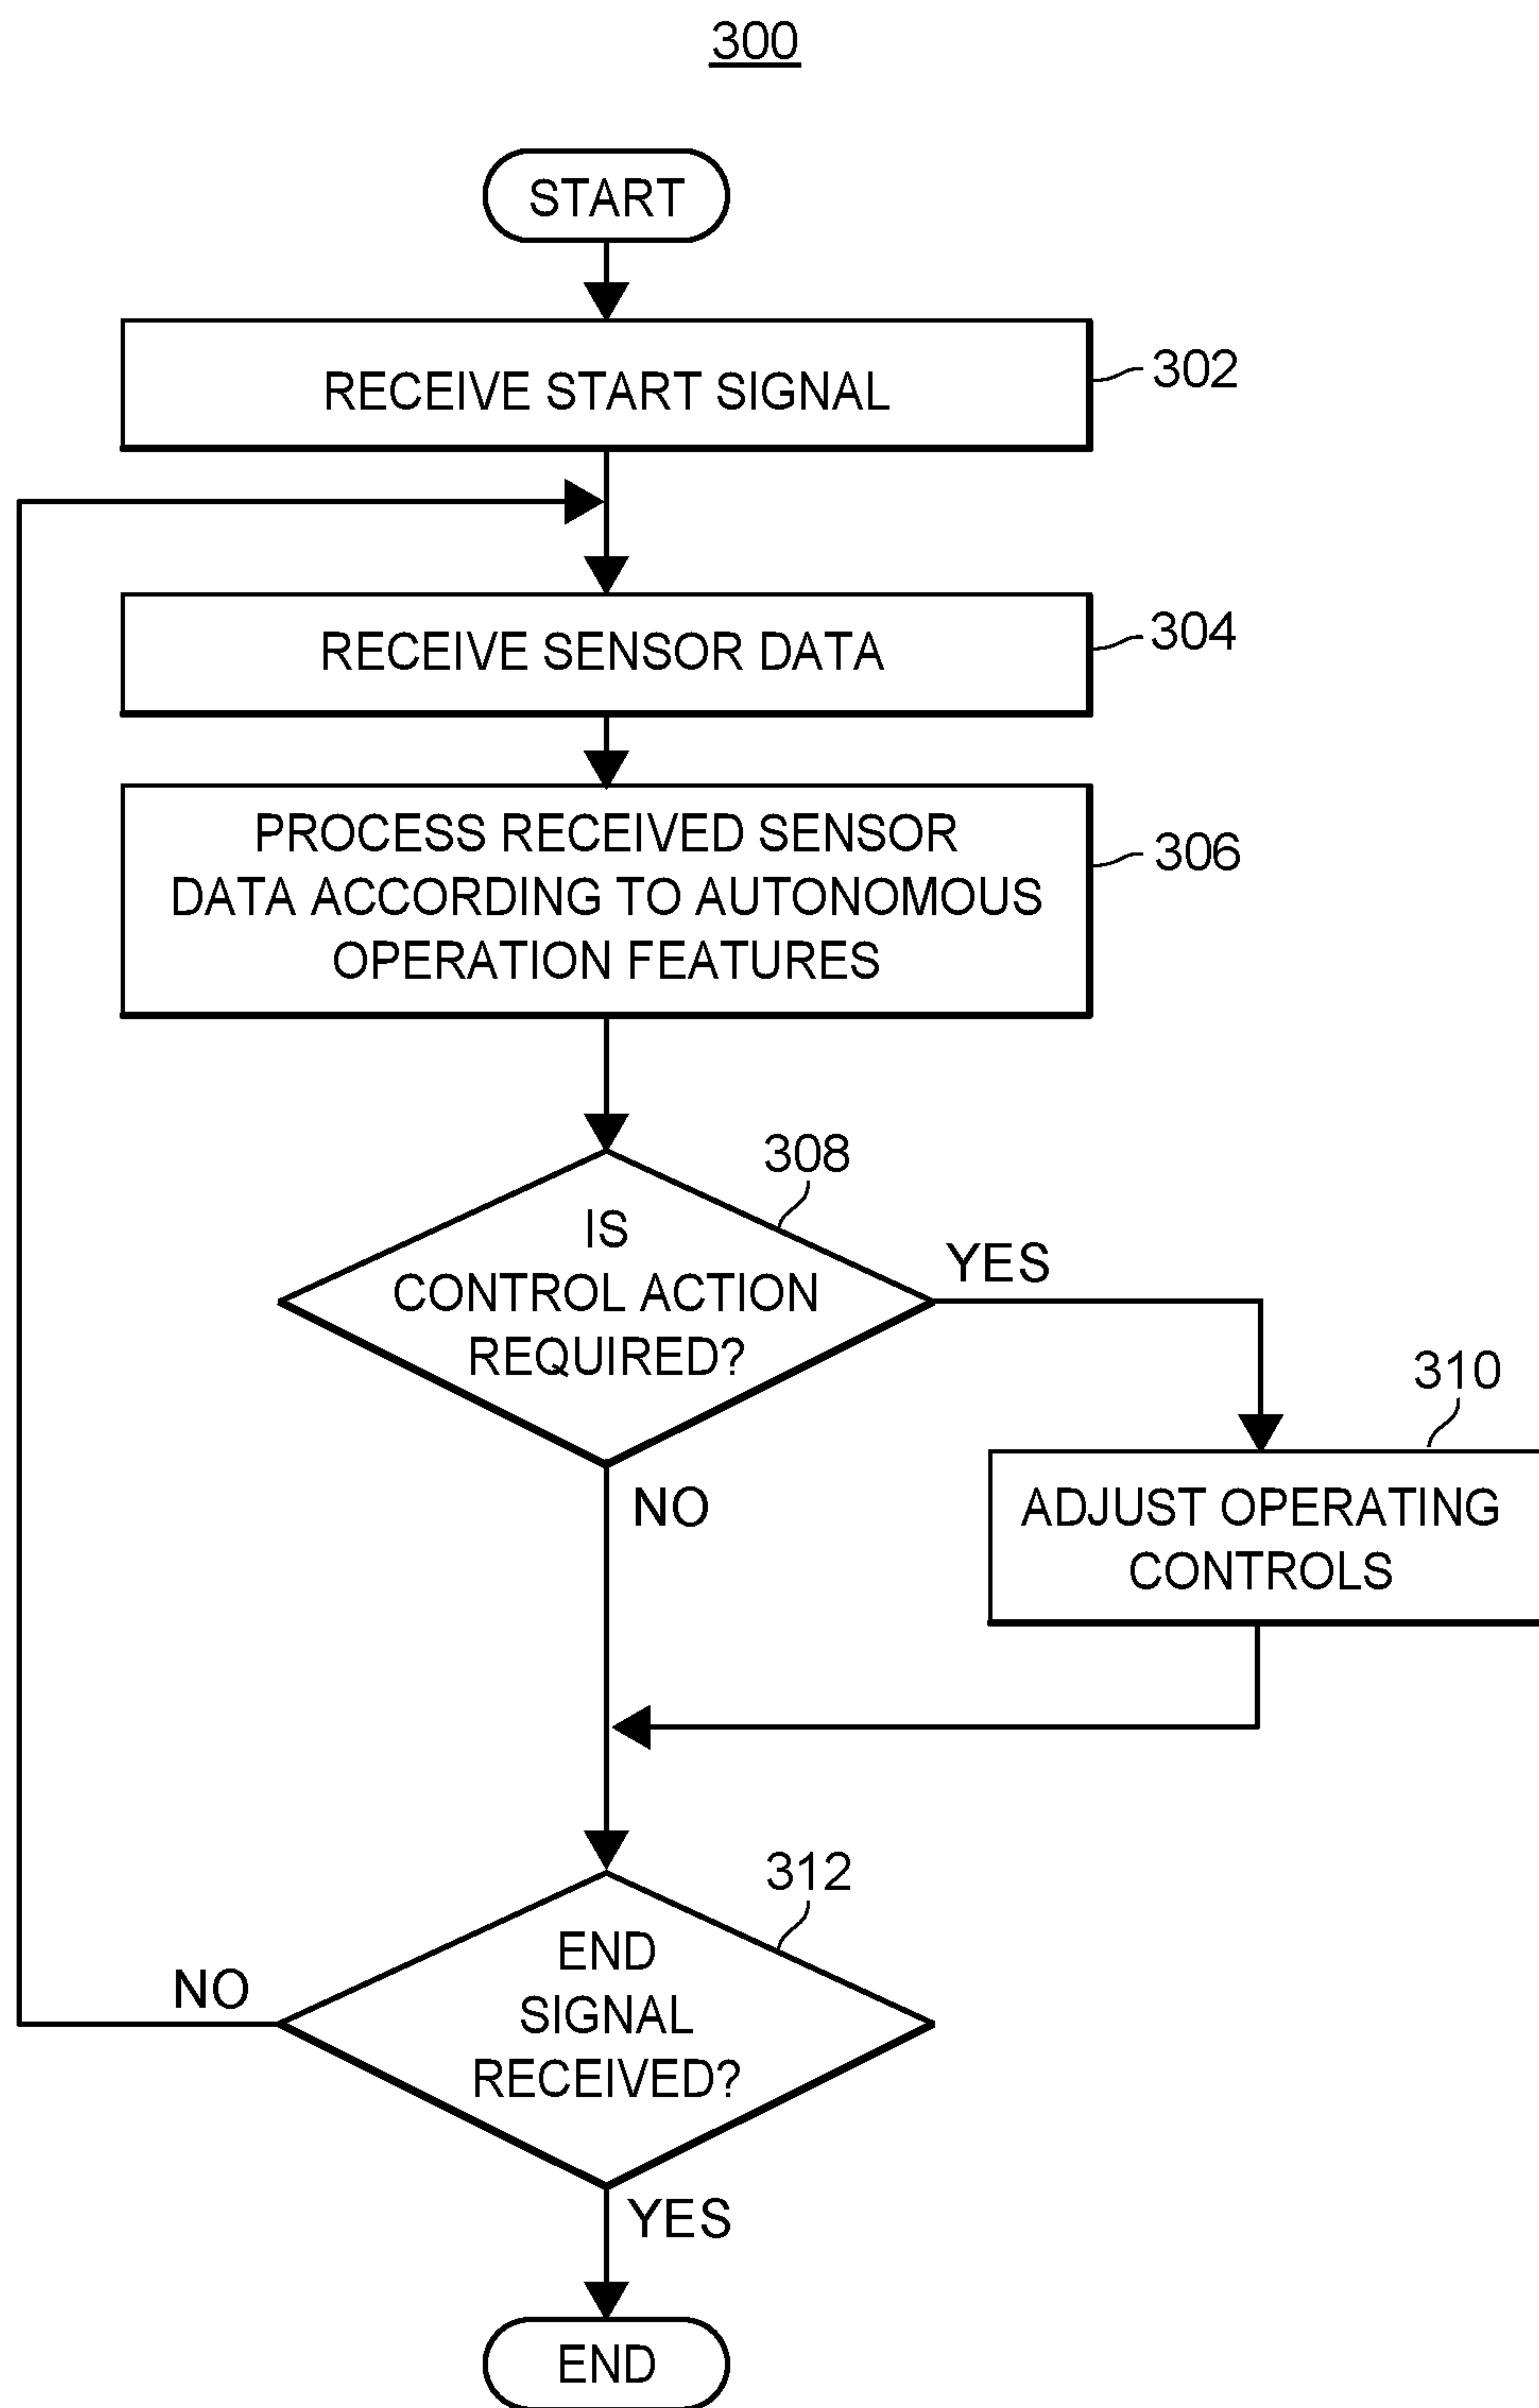 300
START
RECEIVE START SIGNAL
302
RECEIVE SENSOR DATA
304
PROCESS RECEIVED SENSOR
DATA ACCORDING TO AUTONOMOUS
OPERATION FEATURES
306
308
IS
CONTROL ACTION
REQUIRED?
YES
NO
310
ADJUST OPERATING
CONTROLS
312
END
SIGNAL
RECEIVED?
NO
YES
END